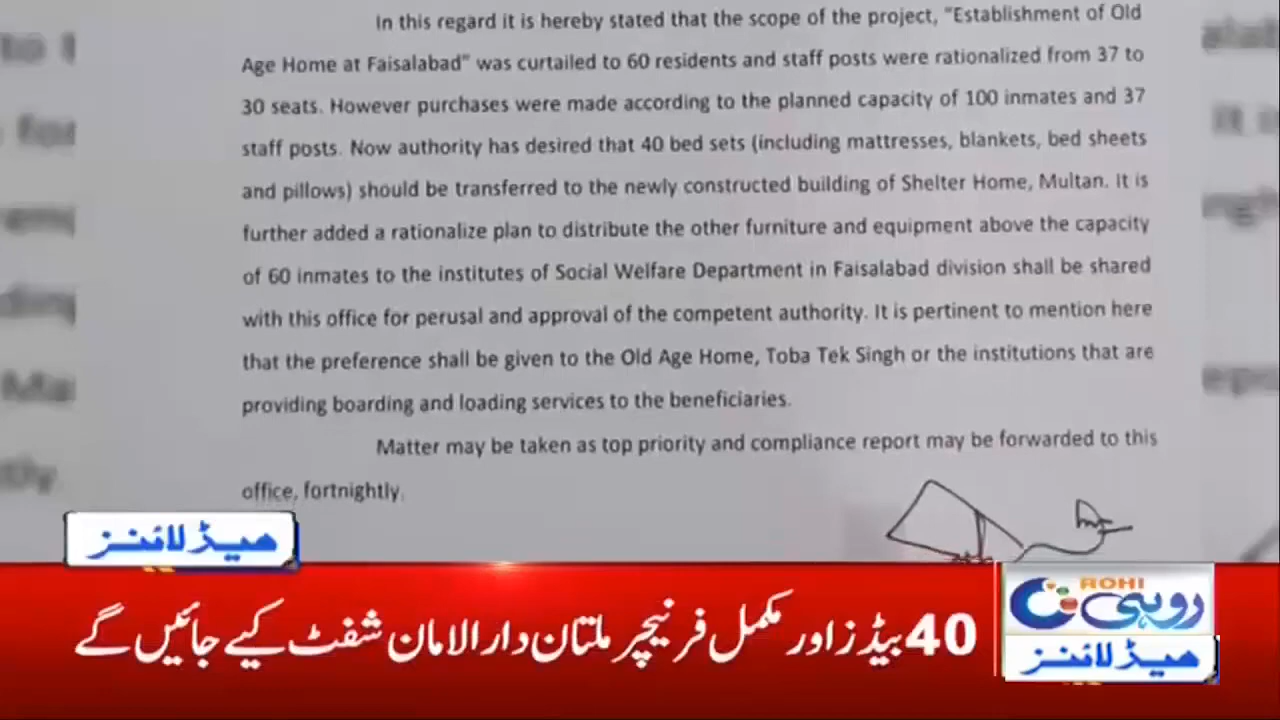 In this regard it is hereby stated that the scope of the project, “Establishment of Old
Age Home at Faisalabad” was curtailed to 60 residents and staff posts were rationalized from 37 to
30 seats. However purchases were made according to the planned capacity of 100 inmates and 37
staff posts. Now authority has desired that 40 bed sets (including mattresses, blankets, bed sheets
and pillows) should be transferred to the newly constructed building of Shelter Home, Multan. It is
further added a rationalize plan to distribute the other furniture and equipment above the capacity
of 60 inmates to the institutes of Social Welfare Department in Faisalabad division shall be shared
with this office for perusal and approval of the competent authority. It is pertinent to mention here
that the preference shall be given to the Old Age Home, Toba Tek Singh or the institutions that are
providing boarding and loading services to the beneficiaries.
Matter may be taken as top priority and compliance report may be forwarded to this
office, fortnightly.
ہیڈ لائنز
ROHI
روہی
ہیڈ لائنز
40 بیڈز اور مکمل فرنیچر ملتان دارالامان شفٹ کیے جائیں گے